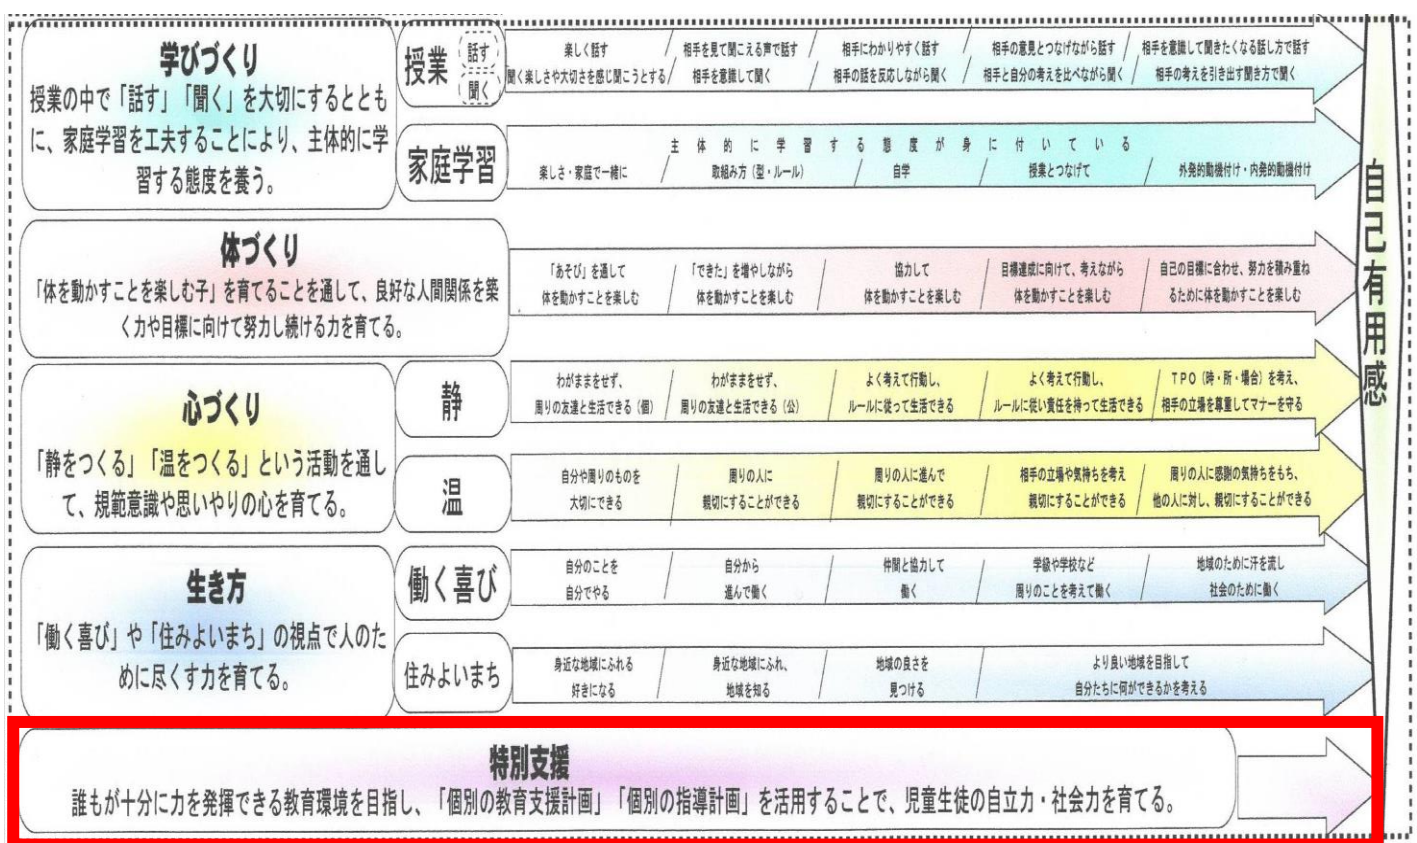 学びづくり
授業の中で「話す」「聞く」を大切にするととも
に、家庭学習を工夫することにより、主体的に学
習する態度を養う。
授業
話す
聞く
楽しく話す / 相手を見て聞こえる声で話す / 相手にわかりやすく話す / 相手の意見とつなげながら話す / 相手を意識して聞きたくなる話し方で話す
聞く楽しさや大切さを感じ聞こうとする / 相手を意識して聞く / 相手の話を反応しながら聞く / 相手と自分の考えを比べながら聞く / 相手の考えを引き出す聞き方で聞く
家庭学習
主体的に学習する態度が身に付いている
楽しさ・家庭で一緒に / 取組み方(型・ルール) / 自学 / 授業とつなげて / 外発的動機付け・内発的動機付け
体づくり
「体を動かすことを楽しむ子」を育てることを通して、良好な人間関係を築
く力や目標に向けて努力し続ける力を育てる。
「あそび」を通して / 「できた」を増やしながら / 協力して / 目標達成に向けて、考えながら / 自己の目標に合わせ、努力を積み重ね
体を動かすことを楽しむ / 体を動かすことを楽しむ / 体を動かすことを楽しむ / 体を動かすことを楽しむ / るために体を動かすことを楽しむ
心づくり
「静をつくる」「温をつくる」という活動を通し
て、規範意識や思いやりの心を育てる。
静
わがままをせず、 / わがままをせず、 / よく考えて行動し、 / よく考えて行動し、 / TPO(時・所・場合)を考え、
周りの友達と生活できる(個) / 周りの友達と生活できる(公) / ルールに従って生活できる / ルールに従い責任を持って生活できる / 相手の立場を尊重してマナーを守る
温
自分や周りのものを / 周りの人に / 周りの人に進んで / 相手の立場や気持ちを考え / 周りの人に感謝の気持ちをもち、
大切にできる / 親切にすることができる / 親切にすることができる / 親切にすることができる / 他の人に対し、親切にすることができる
生き方
「働く喜び」や「住みよいまち」の視点で人のた
めに尽くす力を育てる。
働く喜び
自分のことを / 自分から / 仲間と協力して / 学級や学校など / 地域のために汗を流し
自分でやる / 進んで働く / 働く / 周りのことを考えて働く / 社会のために働く
住みよいまち
身近な地域にふれる / 身近な地域にふれ、 / 地域の良さを / より良い地域を目指して
好きになる / 地域を知る / 見つける / 自分たちに何ができるかを考える
特別支援
誰もが十分に力を発揮できる教育環境を目指し、「個別の教育支援計画」「個別の指導計画」を活用することで、児童生徒の自立力・社会力を育てる。
自己有用感